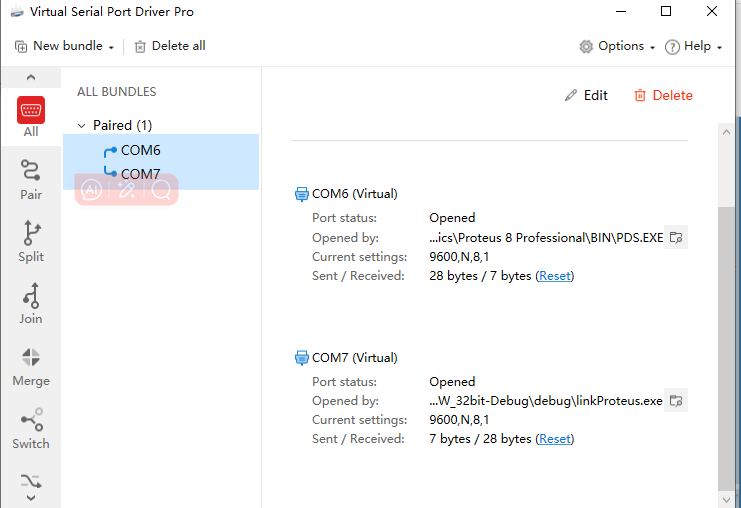 Virtual Serial Port Driver Pro
New bundle Delete all Options Help
All
Pair
Split
Join
Merge
Switch
ALL BUNDLES
Paired (1)
COM6
COM7
AI
Edit Delete
COM6 (Virtual)
Port status: Opened
Opened by: ...ics\Proteus 8 Professional\BIN\PDS.EXE
Current settings: 9600,N,8,1
Sent / Received: 28 bytes / 7 bytes (Reset)
COM7 (Virtual)
Port status: Opened
Opened by: ...W_32bit-Debug\debug\linkProteus.exe
Current settings: 9600,N,8,1
Sent / Received: 7 bytes / 28 bytes (Reset)